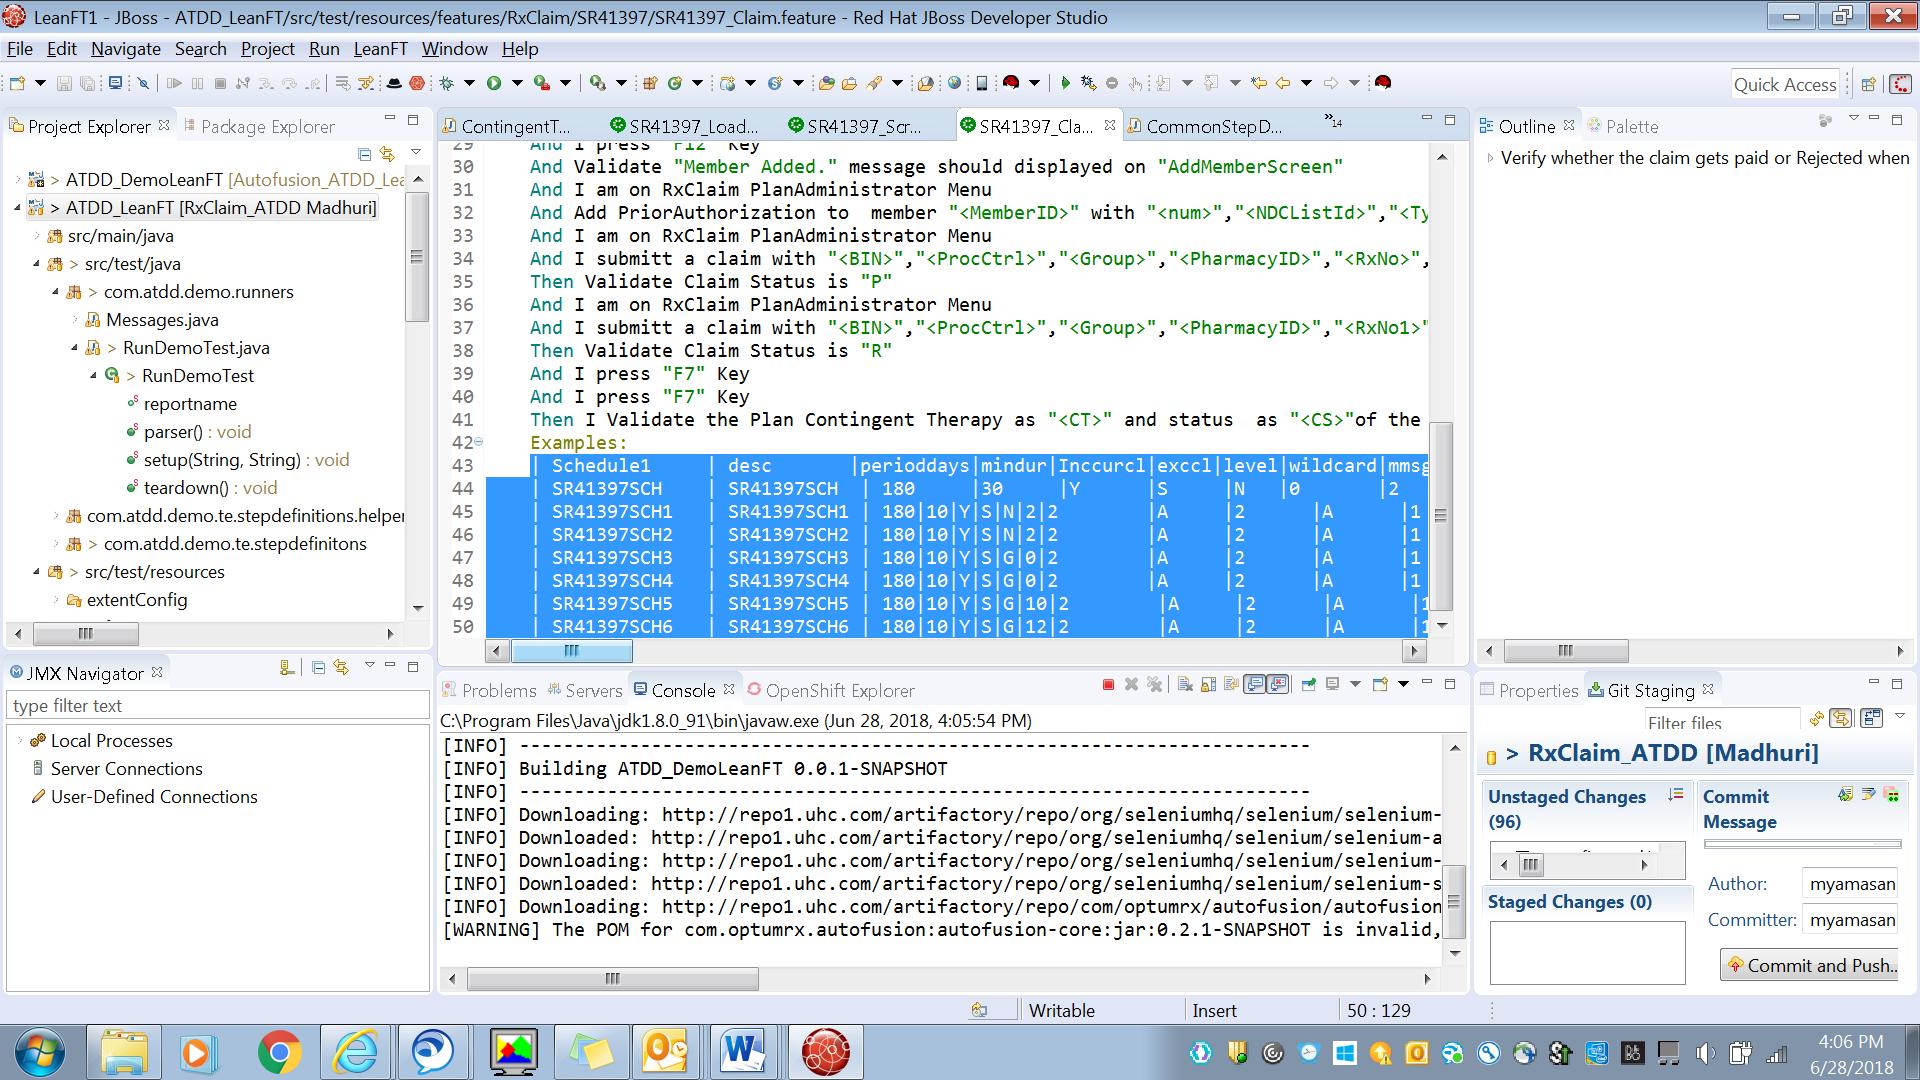 LeanFT1 - JBoss - ATDD_LeanFT/src/test/resources/features/RxClaim/SR41397/SR41397_Claim.feature - Red Hat JBoss Developer Studio
File Edit Navigate Search Project Run LeanFT Window Help
Quick Access
Project Explorer Package Explorer
> ATDD_DemoLeanFT [Autofusion_ATDD_Lea
> ATDD_LeanFT [RxClaim_ATDD Madhuri]
src/main/java
> src/test/java
> com.atdd.demo.runners
Messages.java
> RunDemoTest.java
> RunDemoTest
reportname
parser() : void
setup(String, String) : void
teardown() : void
com.atdd.demo.te.stepdefinitions.helper
> com.atdd.demo.te.stepdefinitons
> src/test/resources
extentConfig
JMX Navigator
type filter text
Local Processes
Server Connections
User-Defined Connections
ContingentT... SR41397_Load... SR41397_Scr... SR41397_Cla... CommonStepD... »14
29 And I press "F12" Key
30 And Validate "Member Added." message should displayed on "AddMemberScreen"
31 And I am on RxClaim PlanAdministrator Menu
32 And Add PriorAuthorization to  member "<MemberID>" with "<num>","<NDCListId>","<Ty
33 And I am on RxClaim PlanAdministrator Menu
34 And I submitt a claim with "<BIN>","<ProcCtrl>","<Group>","<PharmacyID>","<RxNo>",
35 Then Validate Claim Status is "P"
36 And I am on RxClaim PlanAdministrator Menu
37 And I submitt a claim with "<BIN>","<ProcCtrl>","<Group>","<PharmacyID>","<RxNo1>"
38 Then Validate Claim Status is "R"
39 And I press "F7" Key
40 And I press "F7" Key
41 Then I Validate the Plan Contingent Therapy as "<CT>" and status  as "<CS>"of the
42 Examples:
43 | Schedule1 | desc |perioddays|mindur|Inccurcl|exccl|level|wildcard|mmsg
44 | SR41397SCH | SR41397SCH | 180 |30 |Y |S |N |0 |2
45 | SR41397SCH1 | SR41397SCH1 | 180|10|Y|S|N|2|2 |A |2 |A |1
46 | SR41397SCH2 | SR41397SCH2 | 180|10|Y|S|N|2|2 |A |2 |A |1
47 | SR41397SCH3 | SR41397SCH3 | 180|10|Y|S|G|0|2 |A |2 |A |1
48 | SR41397SCH4 | SR41397SCH4 | 180|10|Y|S|G|0|2 |A |2 |A |1
49 | SR41397SCH5 | SR41397SCH5 | 180|10|Y|S|G|10|2 |A |2 |A |1
50 | SR41397SCH6 | SR41397SCH6 | 180|10|Y|S|G|12|2 |A |2 |A |1
Problems Servers Console OpenShift Explorer
C:\Program Files\Java\jdk1.8.0_91\bin\javaw.exe (Jun 28, 2018, 4:05:54 PM)
[INFO] ------------------------------------------------------------------------
[INFO] Building ATDD_DemoLeanFT 0.0.1-SNAPSHOT
[INFO] ------------------------------------------------------------------------
[INFO] Downloading: http://repo1.uhc.com/artifactory/repo/org/seleniumhq/selenium/selenium-
[INFO] Downloaded: http://repo1.uhc.com/artifactory/repo/org/seleniumhq/selenium/selenium-a
[INFO] Downloading: http://repo1.uhc.com/artifactory/repo/org/seleniumhq/selenium/selenium-
[INFO] Downloaded: http://repo1.uhc.com/artifactory/repo/org/seleniumhq/selenium/selenium-s
[INFO] Downloading: http://repo1.uhc.com/artifactory/repo/com/optumrx/autofusion/autofusion
[WARNING] The POM for com.optumrx.autofusion:autofusion-core:jar:0.2.1-SNAPSHOT is invalid,
Outline Palette
Verify whether the claim gets paid or Rejected when
Properties Git Staging
Filter files
> RxClaim_ATDD [Madhuri]
Unstaged Changes (96)
Staged Changes (0)
Commit Message
Author: myamasan
Committer: myamasan
Commit and Push..
Writable Insert 50 : 129
4:06 PM
6/28/2018